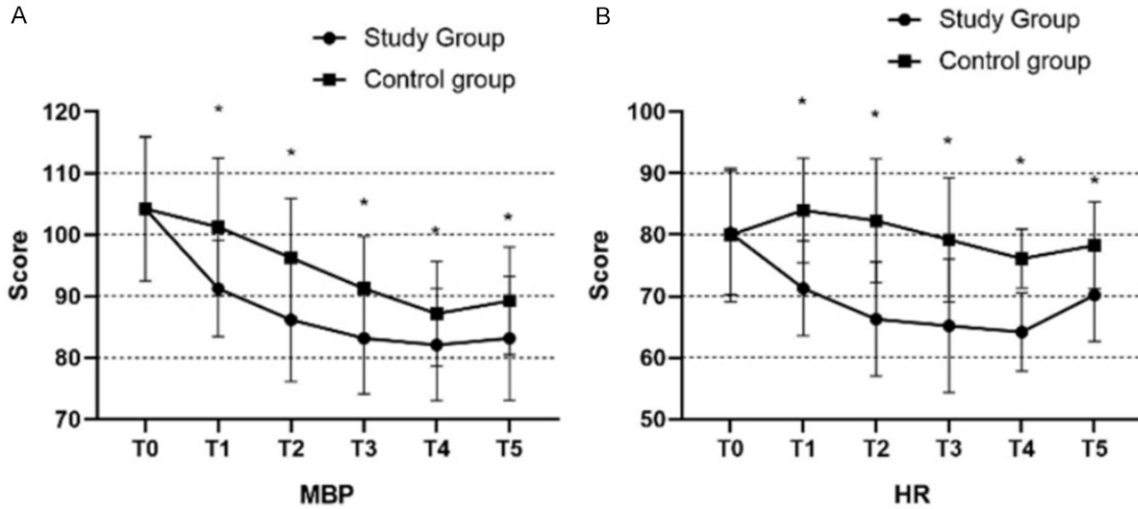 A
Study Group
Control group
120
110
100
90
80
70
Score
T0 T1 T2 T3 T4 T5
MBP
* * * * *
B
Study Group
Control group
100
90
80
70
60
50
Score
T0 T1 T2 T3 T4 T5
HR
* * * * *